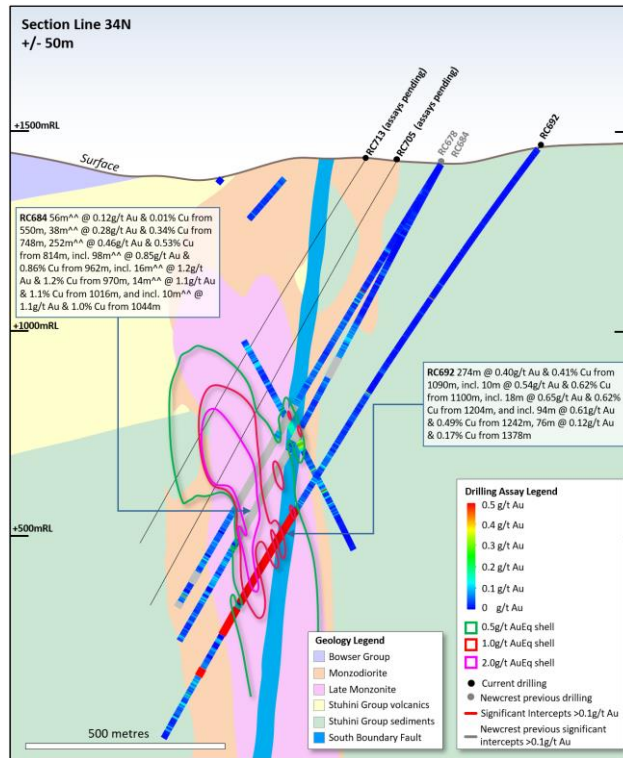 Section Line 34N
+/- 50m
RC713 (assays pending)
RC705 (assays pending)
RC678
RC684
RC692
+1500mRL
Surface
RC684 56m^^ @ 0.12g/t Au & 0.01% Cu from
550m, 38m^^ @ 0.28g/t Au & 0.34% Cu from
748m, 252m^^ @ 0.46g/t Au & 0.53% Cu
from 814m, incl. 98m^^ @ 0.85g/t Au &
0.86% Cu from 962m, incl. 16m^^ @ 1.2g/t
Au & 1.2% Cu from 970m, 14m^^ @ 1.1g/t Au
& 1.1% Cu from 1016m, and incl. 10m^^ @
1.1g/t Au & 1.0% Cu from 1044m
+1000mRL
RC692 274m @ 0.40g/t Au & 0.41% Cu from
1090m, incl. 10m @ 0.54g/t Au & 0.62% Cu
from 1100m, incl. 18m @ 0.65g/t Au & 0.62%
Cu from 1204m, and incl. 94m @ 0.61g/t Au &
0.49% Cu from 1242m, 76m @ 0.12g/t Au &
0.17% Cu from 1378m
+500mRL
Drilling Assay Legend
0.5 g/t Au
0.4 g/t Au
0.3 g/t Au
0.2 g/t Au
0.1 g/t Au
0 g/t Au
0.5g/t AuEq shell
1.0g/t AuEq shell
2.0g/t AuEq shell
Current drilling
Newcrest previous drilling
Significant Intercepts >0.1g/t Au
Newcrest previous significant
intercepts >0.1g/t Au
Geology Legend
Bowser Group
Monzodiorite
Late Monzonite
Stuhini Group volcanics
Stuhini Group sediments
South Boundary Fault
500 metres